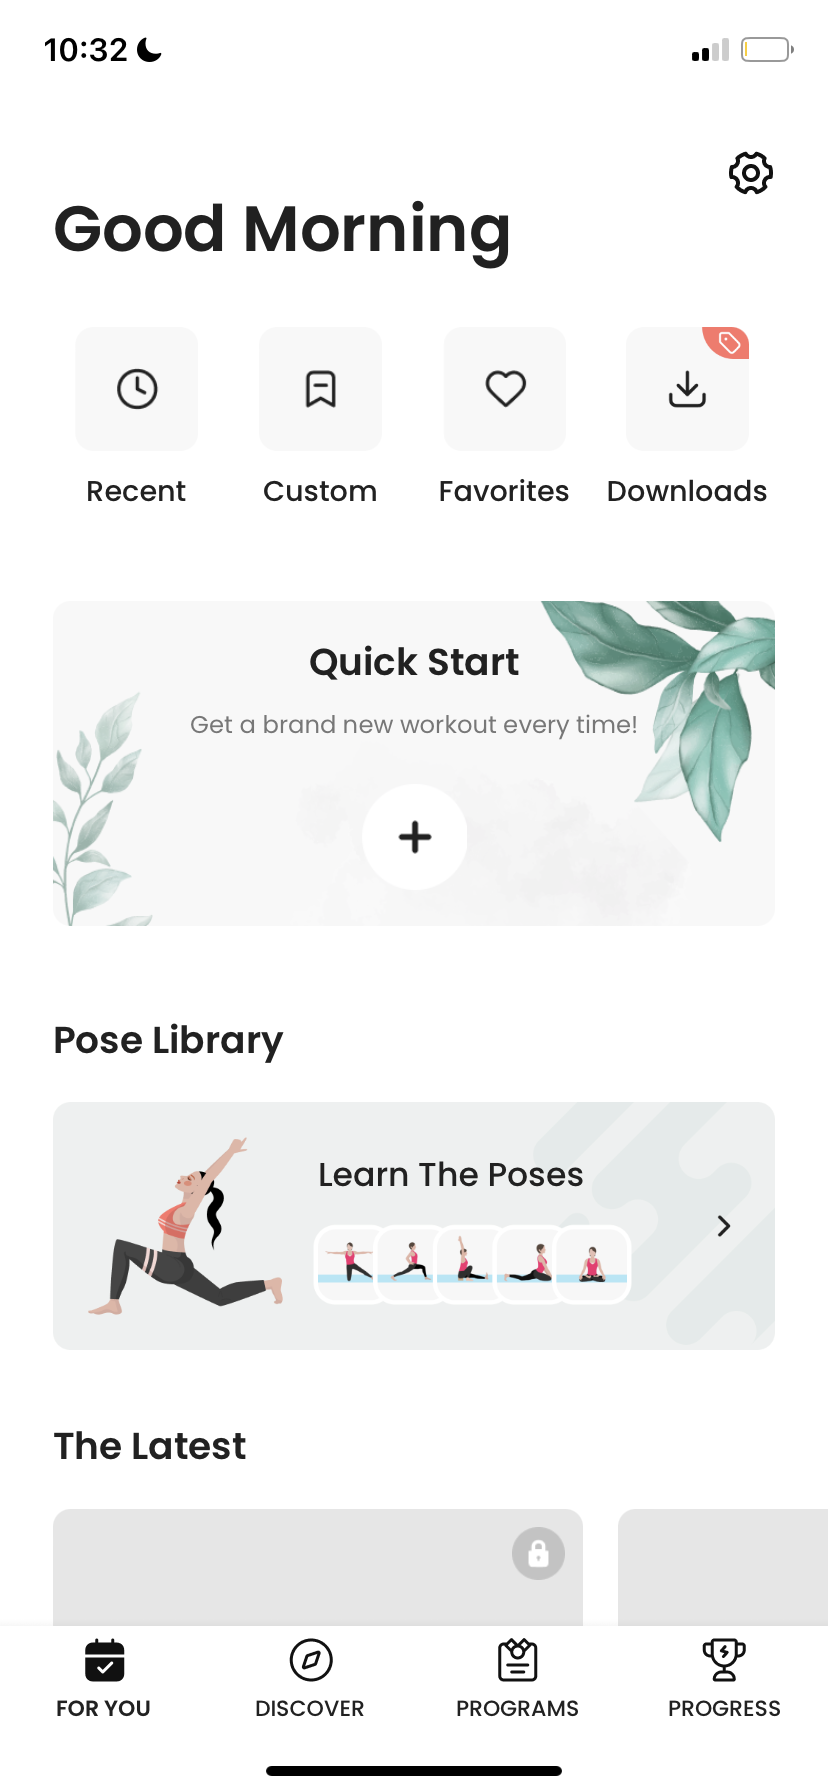 10:32
Good Morning
Recent
Custom
Favorites
Downloads
Quick Start
Get a brand new workout every time!
Pose Library
Learn The Poses
The Latest
FOR YOU
DISCOVER
PROGRAMS
PROGRESS